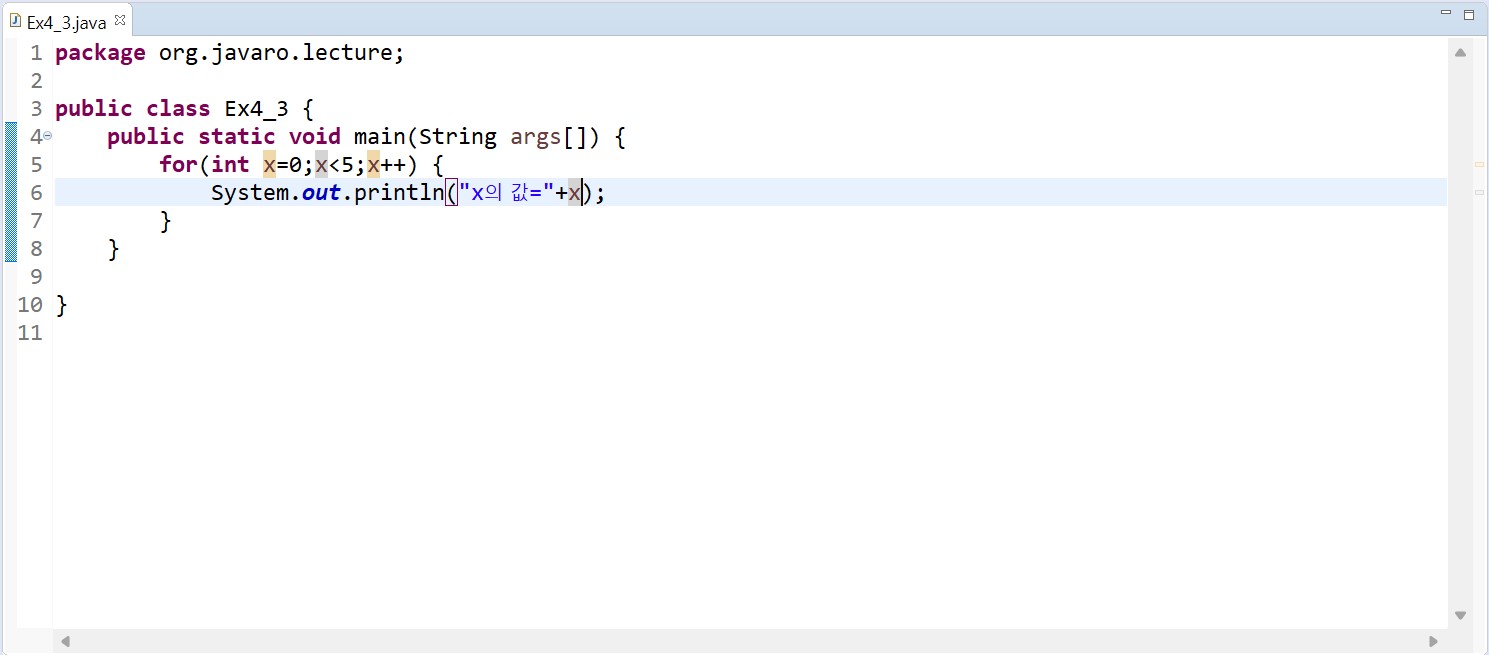 Ex4_3.java
1 package org.javaro.lecture;
2
3 public class Ex4_3 {
4     public static void main(String args[]) {
5         for(int x=0;x<5;x++) {
6             System.out.println("x의 값="+x);
7         }
8     }
9
10 }
11